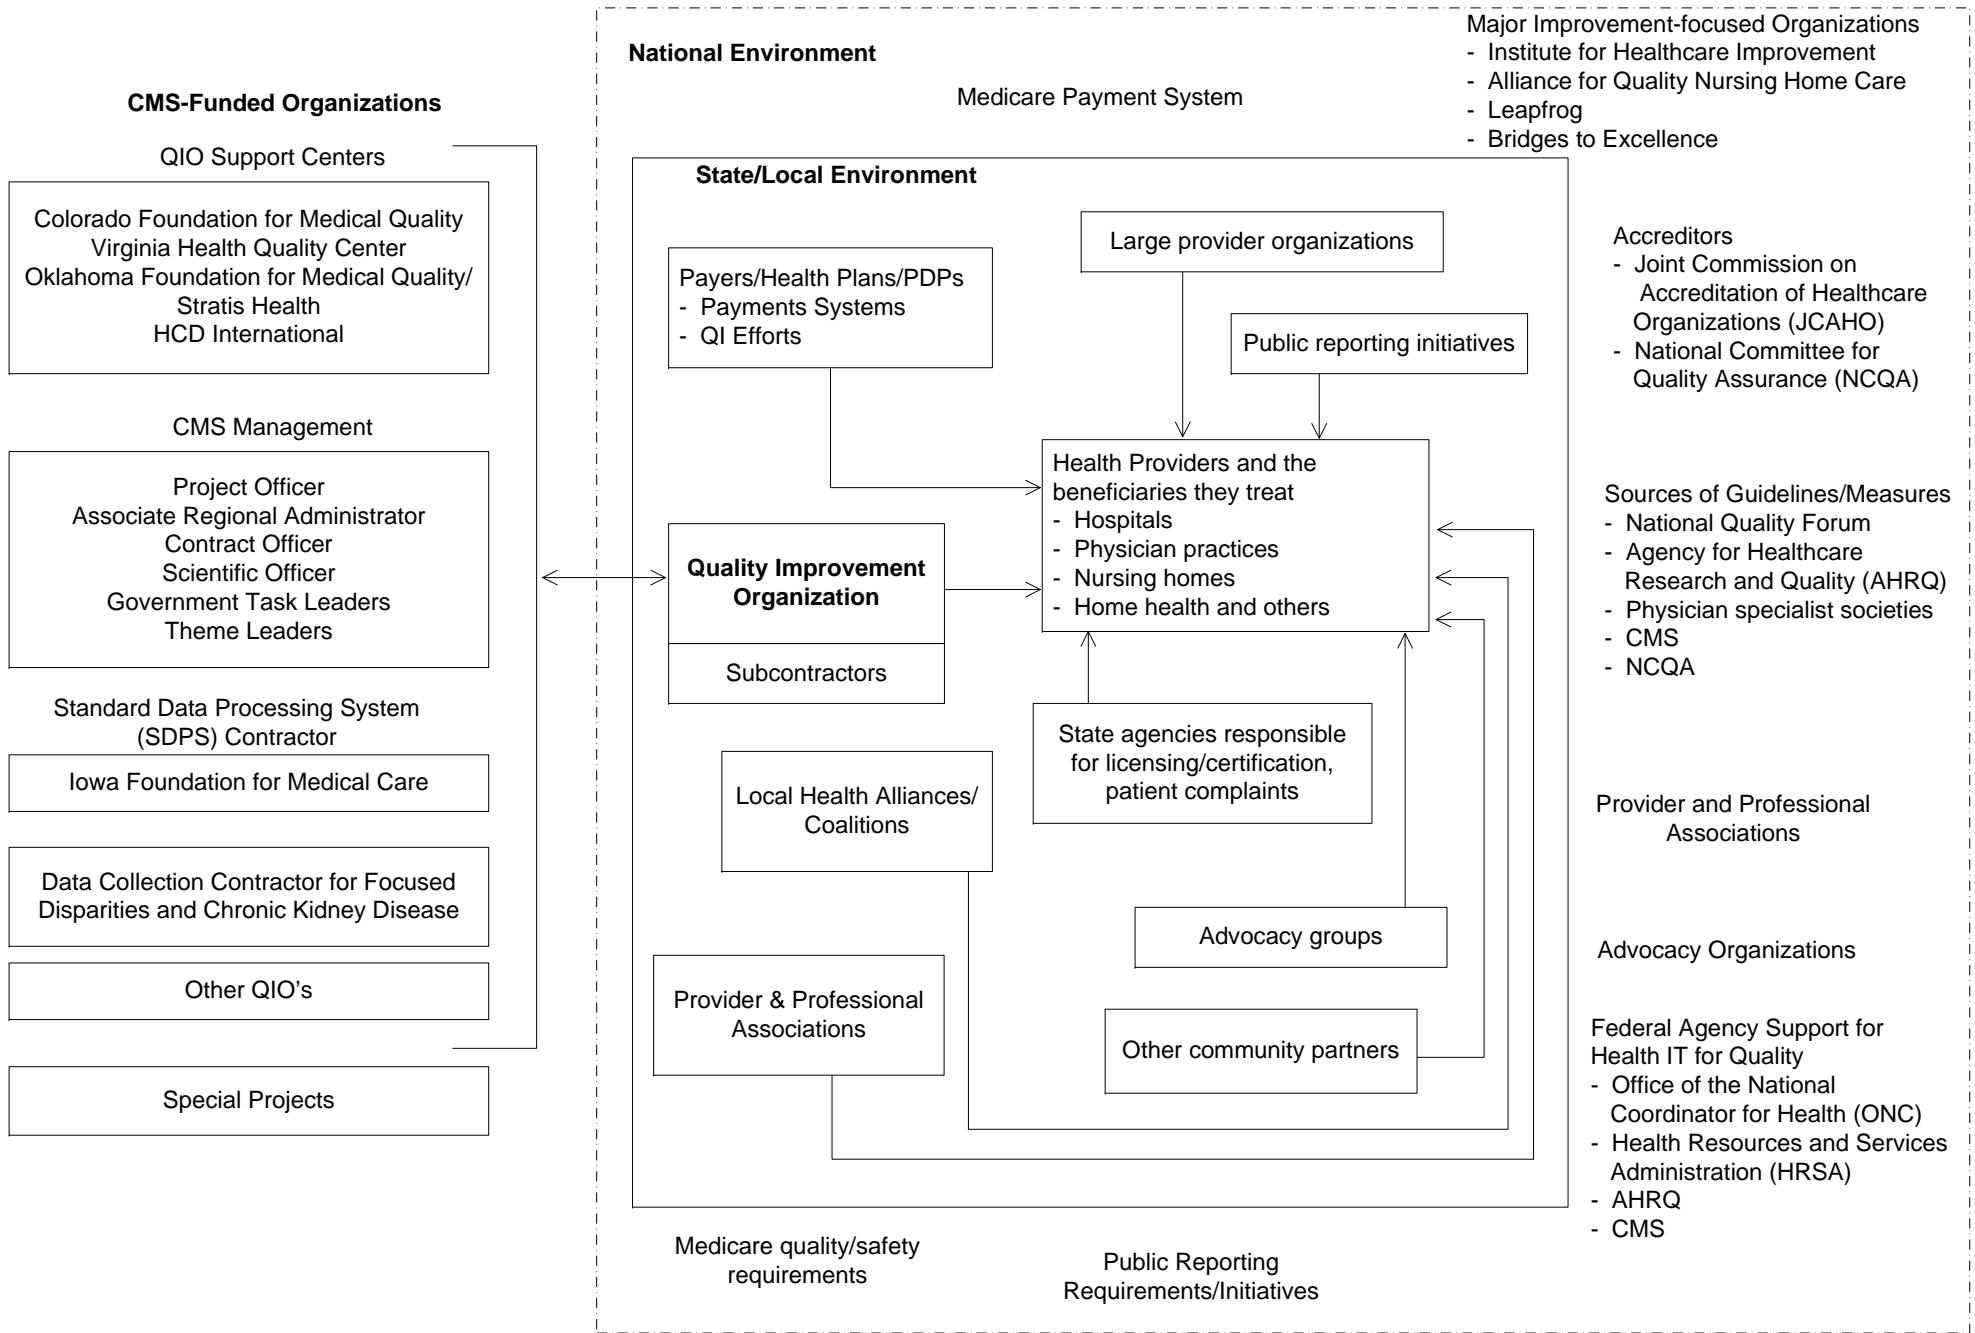 CMS-Funded Organizations
QIO Support Centers
Colorado Foundation for Medical Quality
Virginia Health Quality Center
Oklahoma Foundation for Medical Quality/
Stratis Health
HCD International
CMS Management
Project Officer
Associate Regional Administrator
Contract Officer
Scientific Officer
Government Task Leaders
Theme Leaders
Standard Data Processing System
(SDPS) Contractor
Iowa Foundation for Medical Care
Data Collection Contractor for Focused
Disparities and Chronic Kidney Disease
Other QIO's
Special Projects
National Environment
Medicare Payment System
State/Local Environment
Payers/Health Plans/PDPs
- Payments Systems
- QI Efforts
Large provider organizations
Public reporting initiatives
Health Providers and the
beneficiaries they treat
- Hospitals
- Physician practices
- Nursing homes
- Home health and others
Quality Improvement
Organization
Subcontractors
State agencies responsible
for licensing/certification,
patient complaints
Local Health Alliances/
Coalitions
Advocacy groups
Provider & Professional
Associations
Other community partners
Medicare quality/safety
requirements
Public Reporting
Requirements/Initiatives
Major Improvement-focused Organizations
- Institute for Healthcare Improvement
- Alliance for Quality Nursing Home Care
- Leapfrog
- Bridges to Excellence
Accreditors
- Joint Commission on
Accreditation of Healthcare
Organizations (JCAHO)
- National Committee for
Quality Assurance (NCQA)
Sources of Guidelines/Measures
- National Quality Forum
- Agency for Healthcare
Research and Quality (AHRQ)
- Physician specialist societies
- CMS
- NCQA
Provider and Professional
Associations
Advocacy Organizations
Federal Agency Support for
Health IT for Quality
- Office of the National
Coordinator for Health (ONC)
- Health Resources and Services
Administration (HRSA)
- AHRQ
- CMS